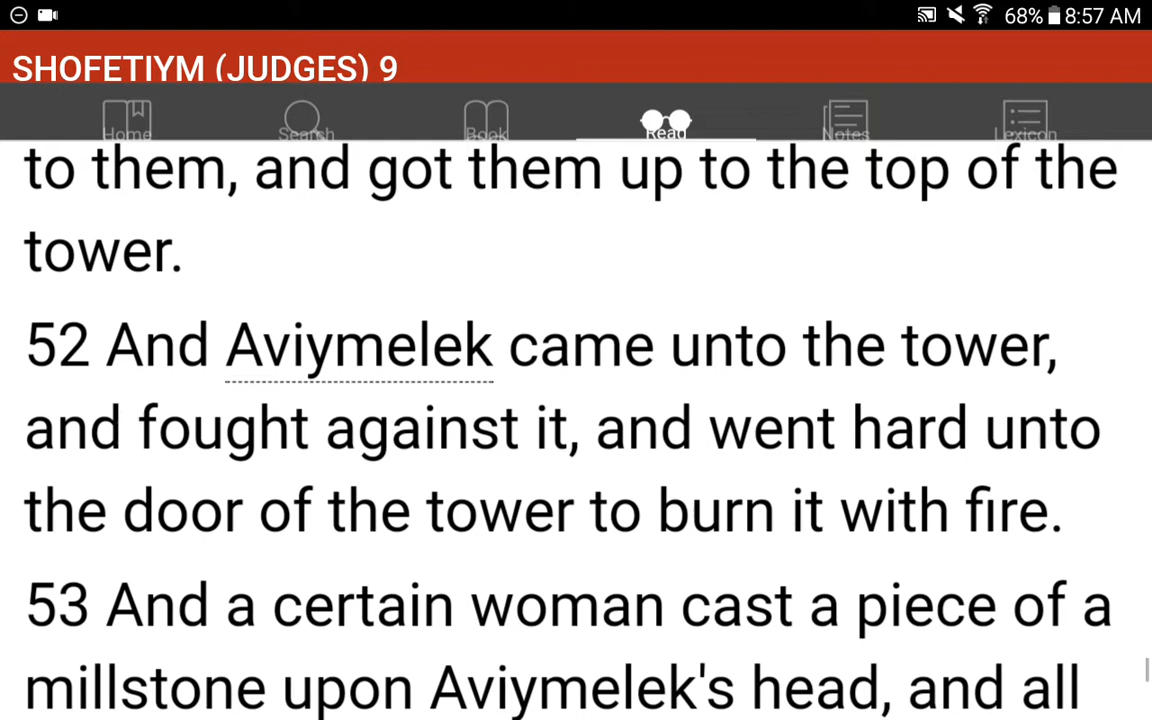 68% 8:57 AM
SHOFETIYM (JUDGES) 9
Home Search Book Read Notes Lexicon
to them, and got them up to the top of the
tower.
52 And Aviymelek came unto the tower,
and fought against it, and went hard unto
the door of the tower to burn it with fire.
53 And a certain woman cast a piece of a
millstone upon Aviymelek's head, and all